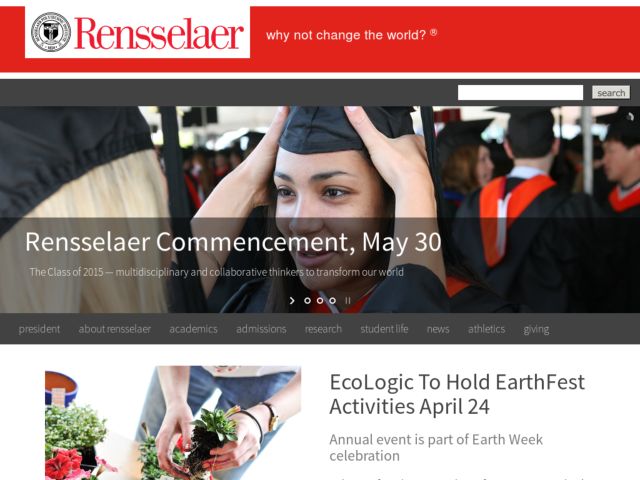 Rensselaer
why not change the world? ®
search
Rensselaer Commencement, May 30
The Class of 2015 — multidisciplinary and collaborative thinkers to transform our world
president about rensselaer academics admissions research student life news athletics giving
EcoLogic To Hold EarthFest
Activities April 24
Annual event is part of Earth Week
celebration